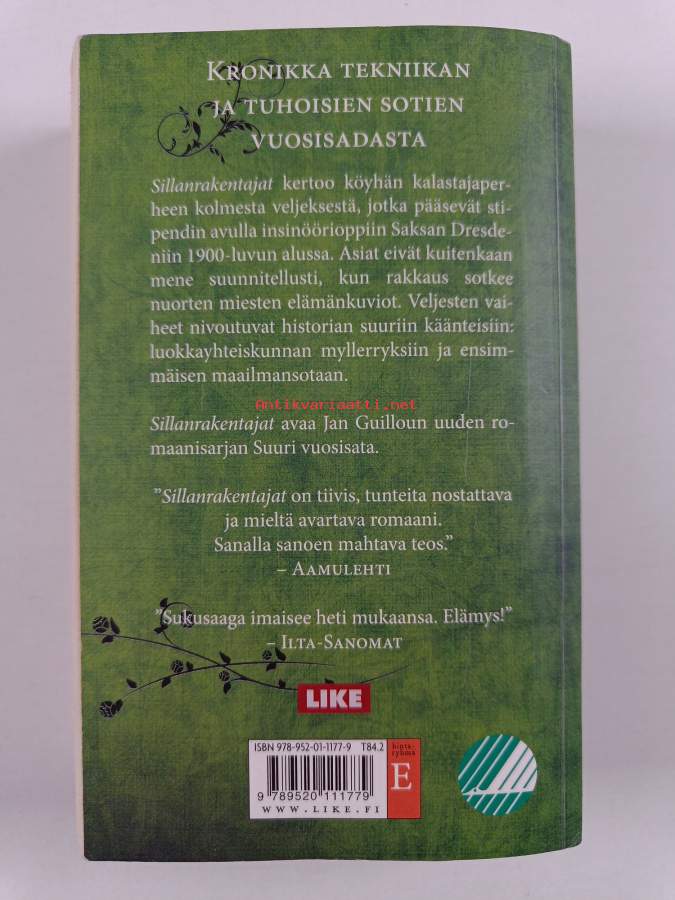 KRONIKKA TEKNIIKAN
JA TUHOISIEN SOTIEN
VUOSISADASTA
Sillanrakentajat kertoo köyhän kalastajaper-
heen kolmesta veljeksestä, jotka pääsevät sti-
pendin avulla insinöörioppiin Saksan Dresde-
niin 1900-luvun alussa. Asiat eivät kuitenkaan
mene suunnitellusti, kun rakkaus sotkee
nuorten miesten elämänkuviot. Veljesten vai-
heet nivoutuvat historian suuriin käänteisiin:
luokkayhteiskunnan myllerryksiin ja ensim-
mäisen maailmansotaan.
Antikvariaatti.net
Sillanrakentajat avaa Jan Guilloun uuden ro-
maanisarjan Suuri vuosisata.
”Sillanrakentajat on tiivis, tunteita nostattava
ja mieltä avartava romaani.
Sanalla sanoen mahtava teos.”
– AAMULEHTI
”Sukusaaga imaisee heti mukaansa. Elämys!”
– ILTA-SANOMAT
LIKE
ISBN 978-952-01-1177-9 T84.2
hinta-
ryhmä
E
9 789520 111779
WWW.LIKE.FI